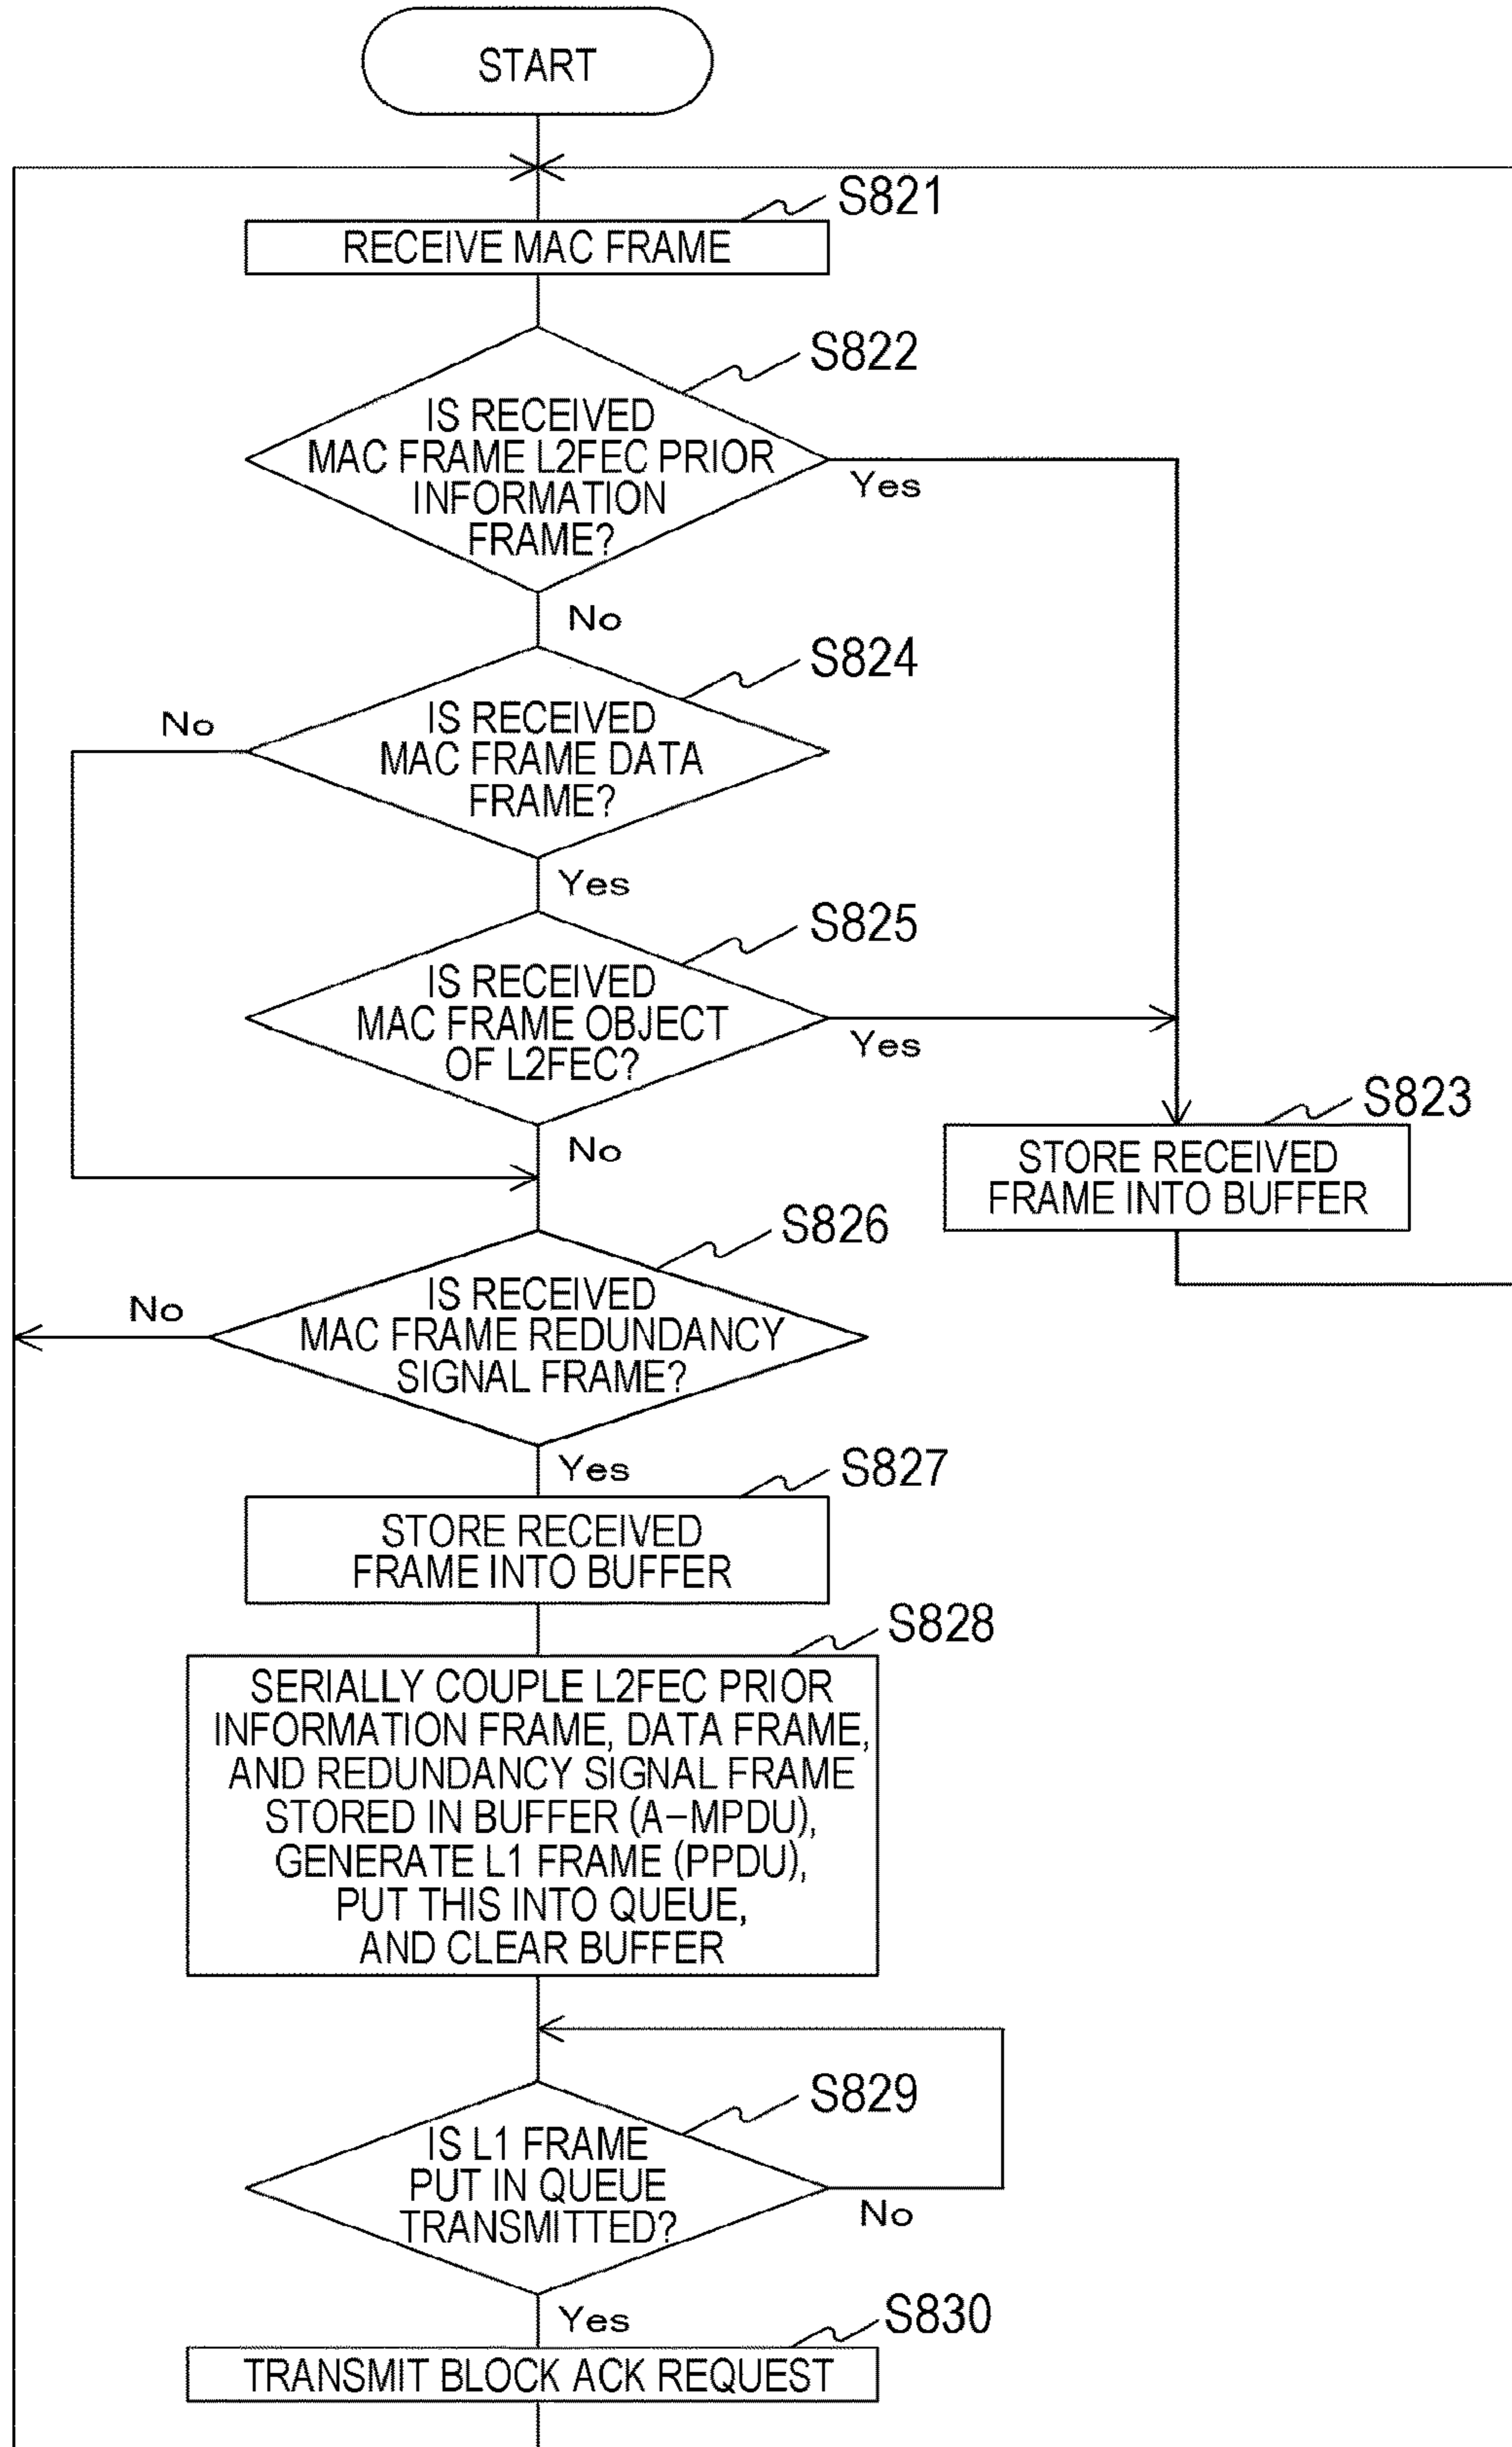 START
S821
RECEIVE MAC FRAME
S822
IS RECEIVED
MAC FRAME L2FEC PRIOR
INFORMATION
FRAME?
Yes
No
S824
No
IS RECEIVED
MAC FRAME DATA
FRAME?
Yes
S825
IS RECEIVED
MAC FRAME OBJECT
OF L2FEC?
Yes
No
S823
STORE RECEIVED
FRAME INTO BUFFER
S826
No
IS RECEIVED
MAC FRAME REDUNDANCY
SIGNAL FRAME?
Yes
S827
STORE RECEIVED
FRAME INTO BUFFER
S828
SERIALLY COUPLE L2FEC PRIOR
INFORMATION FRAME, DATA FRAME,
AND REDUNDANCY SIGNAL FRAME
STORED IN BUFFER (A-MPDU),
GENERATE L1 FRAME (PPDU),
PUT THIS INTO QUEUE,
AND CLEAR BUFFER
S829
IS L1 FRAME
PUT IN QUEUE
TRANSMITTED?
No
Yes
S830
TRANSMIT BLOCK ACK REQUEST